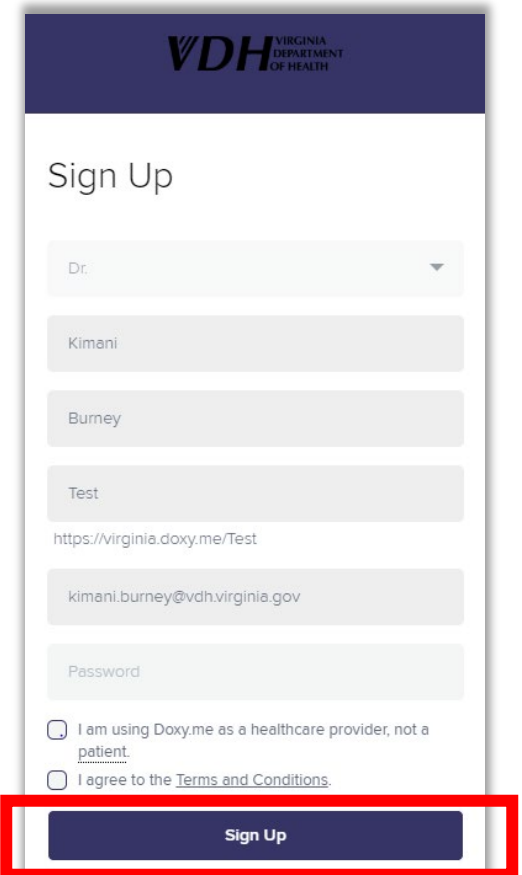 VDH VIRGINIA
DEPARTMENT
OF HEALTH
Sign Up
Dr.
Kimani
Burney
Test
https://virginia.doxy.me/Test
kimani.burney@vdh.virginia.gov
Password
I am using Doxy.me as a healthcare provider, not a
patient.
I agree to the Terms and Conditions.
Sign Up